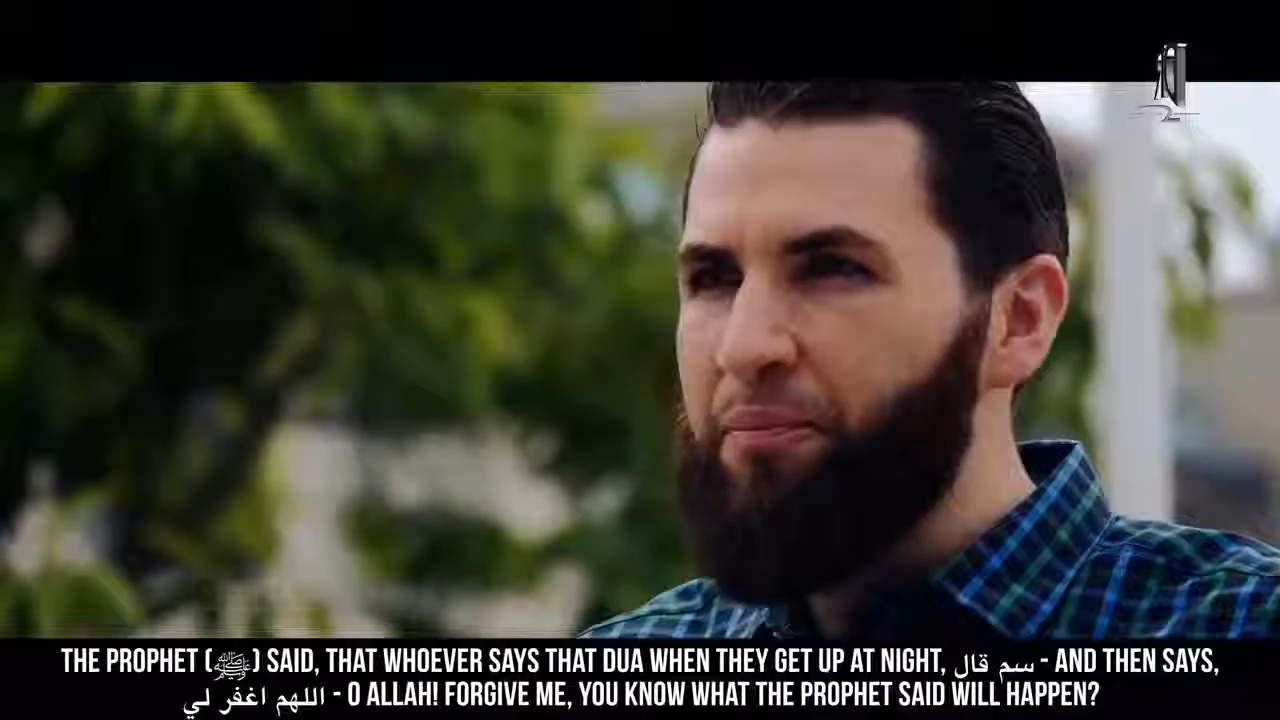 THE PROPHET (ﷺ) SAID, THAT WHOEVER SAYS THAT DUA WHEN THEY GET UP AT NIGHT, سم قال - AND THEN SAYS,
اللهم اغفر لي - O ALLAH! FORGIVE ME, YOU KNOW WHAT THE PROPHET SAID WILL HAPPEN?